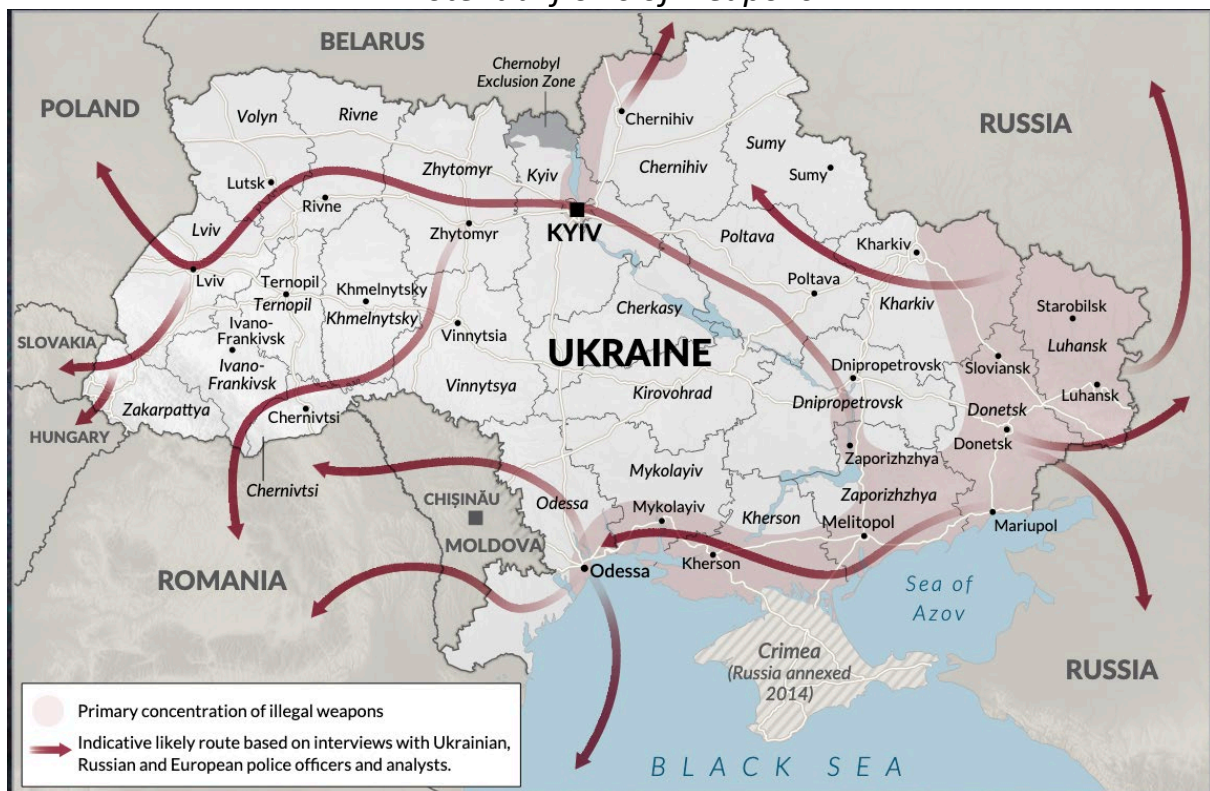 BELARUS
Chernobyl
Exclusion Zone
POLAND
Volyn
Rivne
Chernihiv
RUSSIA
Zhytomyr
Kyiv
Chernihiv
Sumy
Sumy
Lutsk
Rivne
Lviv
Zhytomyr
KYIV
Poltava
Kharkiv
Lviv
Ternopil
Ternopil
Khmelnytsky
Khmelnytsky
Poltava
Kharkiv
Cherkasy
Starobilsk
Luhansk
Ivano-
Frankivsk
Ivano-
Frankivsk
Vinnytsia
SLOVAKIA
UKRAINE
Sloviansk
Dnipropetrovsk
Vinnytsya
Kirovohrad
Dnipropetrovsk
Luhansk
Zakarpattya
Chernivtsi
Donetsk
Donetsk
HUNGARY
Zaporizhzhya
Mykolayiv
Chernivtsi
CHIȘINĂU
Odessa
Mykolayiv
Kherson
Zaporizhzhya
Melitopol
Mariupol
MOLDOVA
Odessa
Kherson
ROMANIA
Sea of
Azov
Crimea
(Russia annexed
2014)
RUSSIA
Primary concentration of illegal weapons
Indicative likely route based on interviews with Ukrainian,
Russian and European police officers and analysts.
BLACK SEA